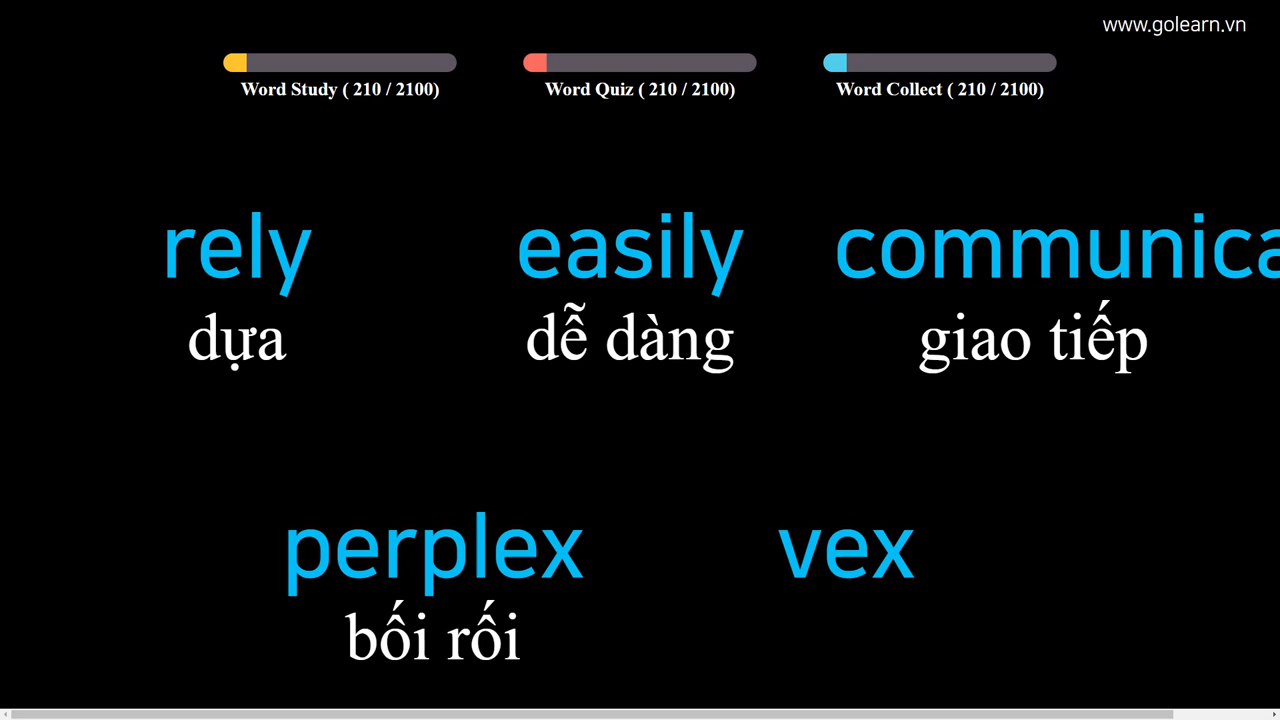 www.golearn.vn
Word Study ( 210 / 2100) Word Quiz ( 210 / 2100) Word Collect ( 210 / 2100)
rely easily communica
dựa dễ dàng giao tiếp
perplex vex
bối rối